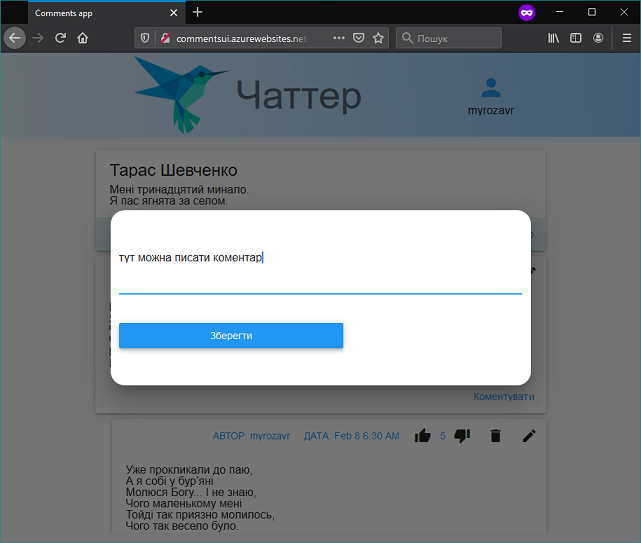 Comments app
commentsui.azurewebsites.net
Пошук
Чаттер
myrozavr
Тарас Шевченко
Мені тринадцятий минало.
Я пас ягнята за селом.
тут можна писати коментар
Зберегти
Коментувати
АВТОР: myrozavr ДАТА: Feb 8 6:30 AM 5
Уже прокликали до паю,
А я собі у бур'яні
Молюся Богу... І не знаю,
Чого маленькому мені
Тойді так приязно молилось,
Чого так весело було.